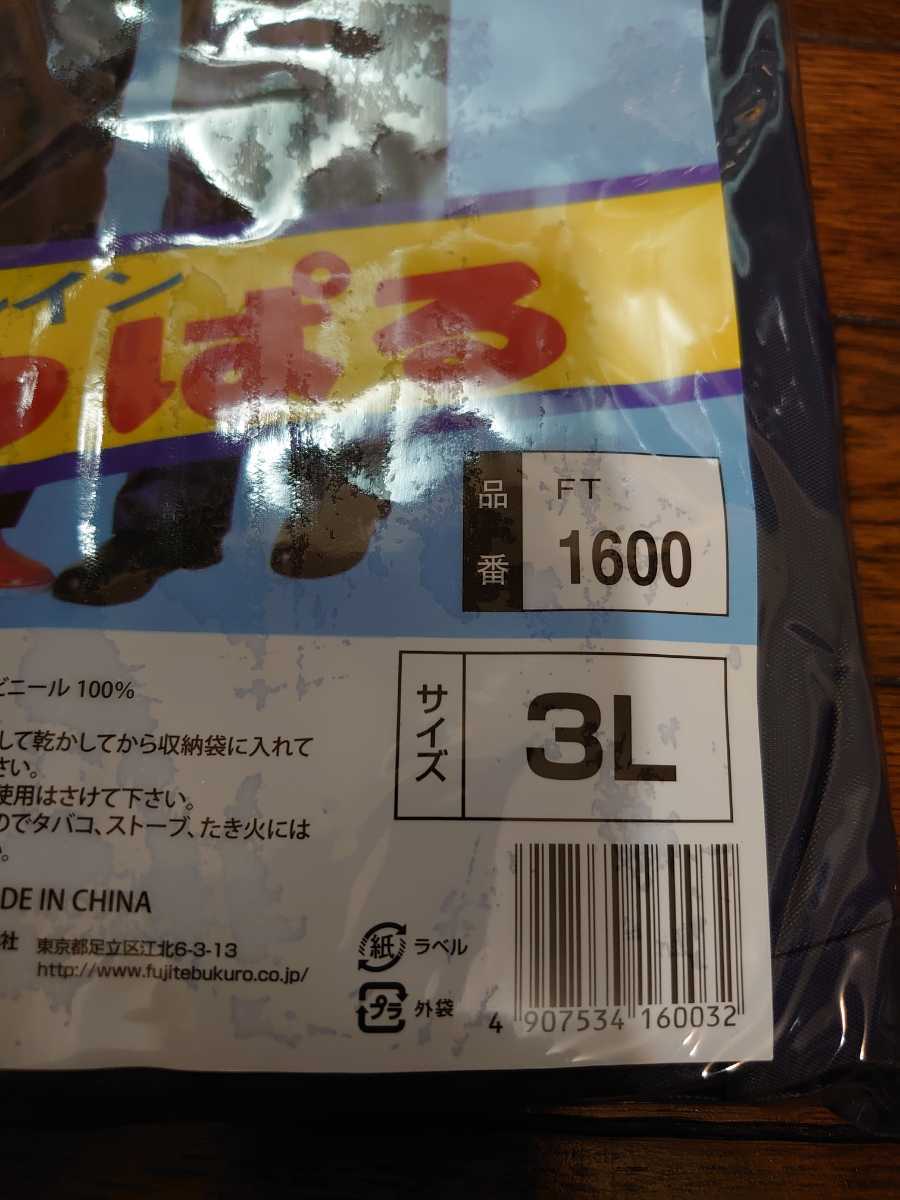 レイン
っぱる
品番
FT
1600
サイズ
3L
ビニール 100%
して乾かしてから収納袋に入れて
さい。
使用はさけて下さい。
のでタバコ、ストーブ、たき火には
い。
DE IN CHINA
社 東京都足立区江北6-3-13
http://www.fujitebukuro.co.jp/
紙 ラベル
プラ 外袋
4 907534 160032